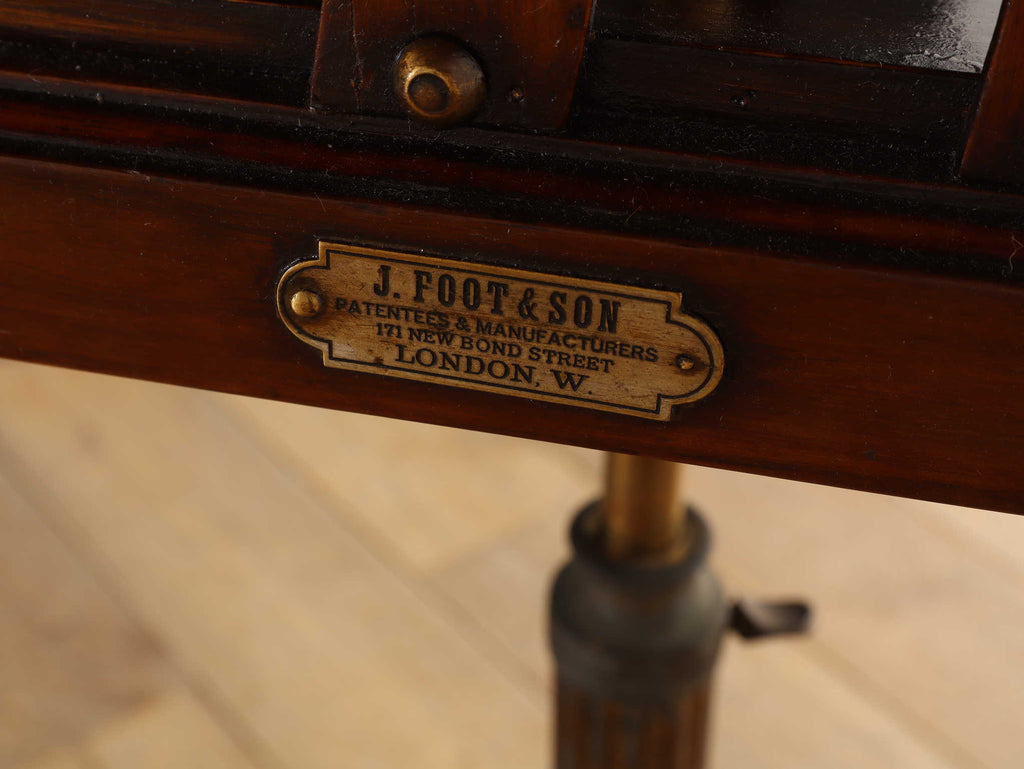 J. FOOT & SON
PATENTEES & MANUFACTURERS
171 NEW BOND STREET
LONDON, W.